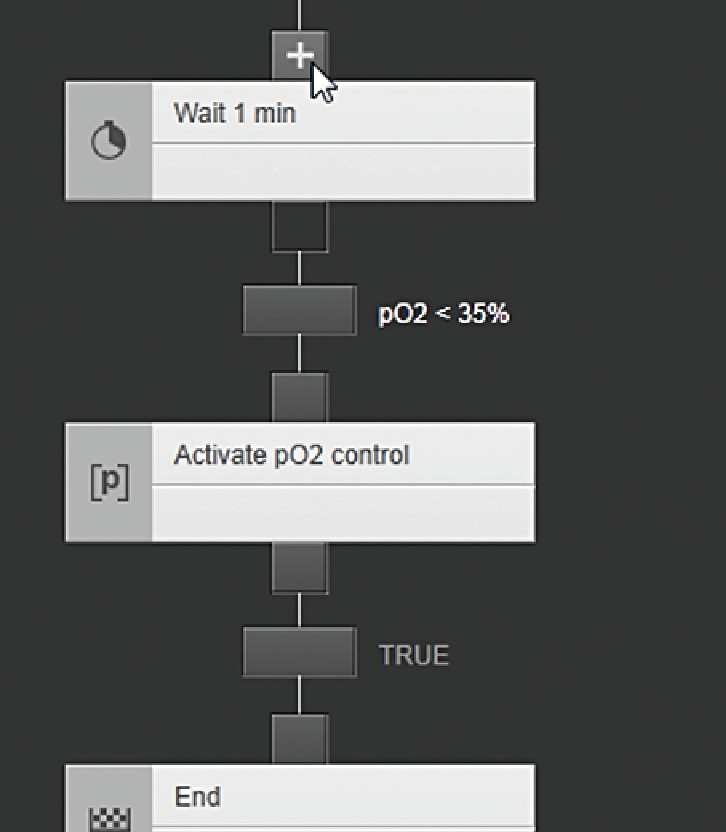 Wait 1 min
pO2 < 35%
[p]
Activate pO2 control
TRUE
End